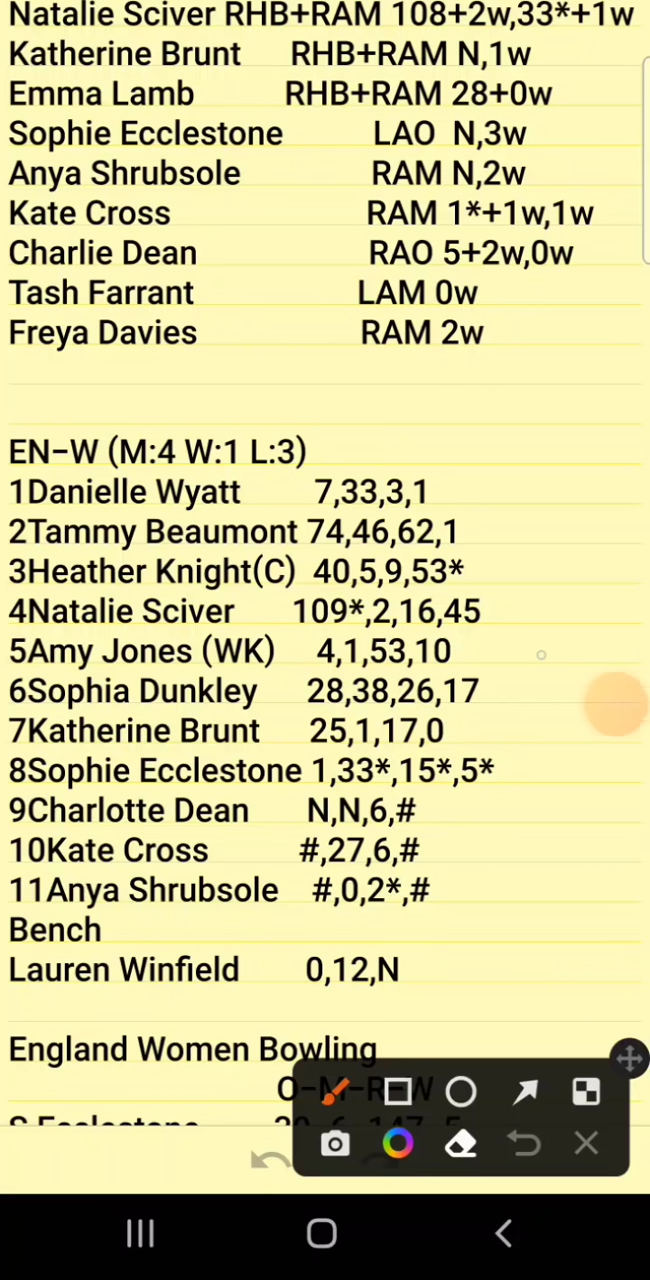 Natalie Sciver RHB+RAM 108+2w,33*+1w
Katherine Brunt RHB+RAM N,1w
Emma Lamb RHB+RAM 28+0w
Sophie Ecclestone LAO N,3w
Anya Shrubsole RAM N,2w
Kate Cross RAM 1*+1w,1w
Charlie Dean RAO 5+2w,0w
Tash Farrant LAM 0w
Freya Davies RAM 2w
EN-W (M:4 W:1 L:3)
1Danielle Wyatt 7,33,3,1
2Tammy Beaumont 74,46,62,1
3Heather Knight(C) 40,5,9,53*
4Natalie Sciver 109*,2,16,45
5Amy Jones (WK) 4,1,53,10
6Sophia Dunkley 28,38,26,17
7Katherine Brunt 25,1,17,0
8Sophie Ecclestone 1,33*,15*,5*
9Charlotte Dean N,N,6,#
10Kate Cross #,27,6,#
11Anya Shrubsole #,0,2*,#
Bench
Lauren Winfield 0,12,N
England Women Bowling
O-M-R-W